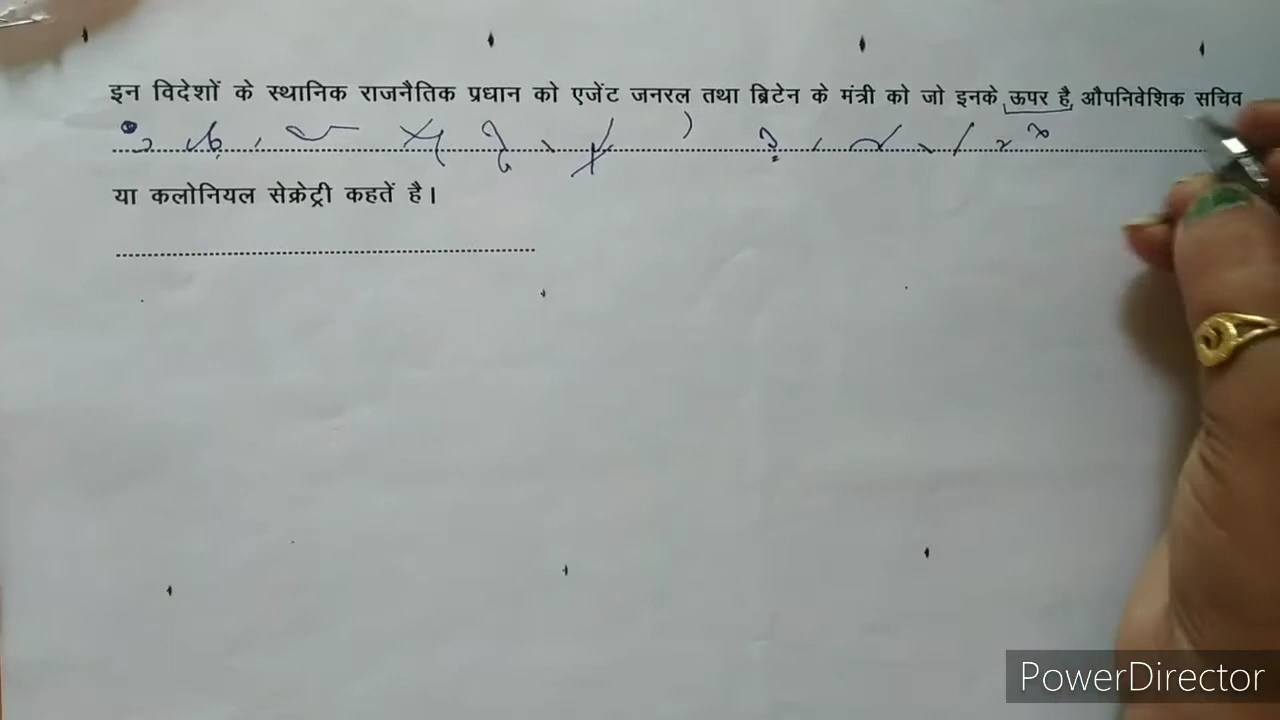 इन विदेशों के स्थानिक राजनैतिक प्रधान को एजेंट जनरल तथा ब्रिटेन के मंत्री को जो इनके ऊपर है, औपनिवेशिक सचिव
या कलोनियल सेक्रेट्री कहतें है।
PowerDirector